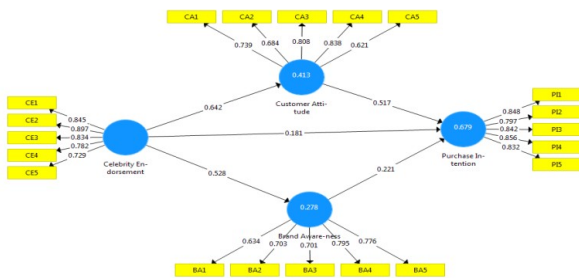 CA1 CA2 CA3 CA4 CA5
0.739 0.684 0.808 0.838 0.621
0.413
Customer Atti-
tude
0.642 0.517
CE1
CE2
CE3
CE4
CE5
0.845
0.897
0.834
0.782
0.729
Celebrity En-
dorsement
0.181
0.679
Purchase In-
tention
0.848
0.797
0.842
0.856
0.832
PI1
PI2
PI3
PI4
PI5
0.528 0.221
0.278
Brand Aware-ness
0.634 0.703 0.701 0.795 0.776
BA1 BA2 BA3 BA4 BA5